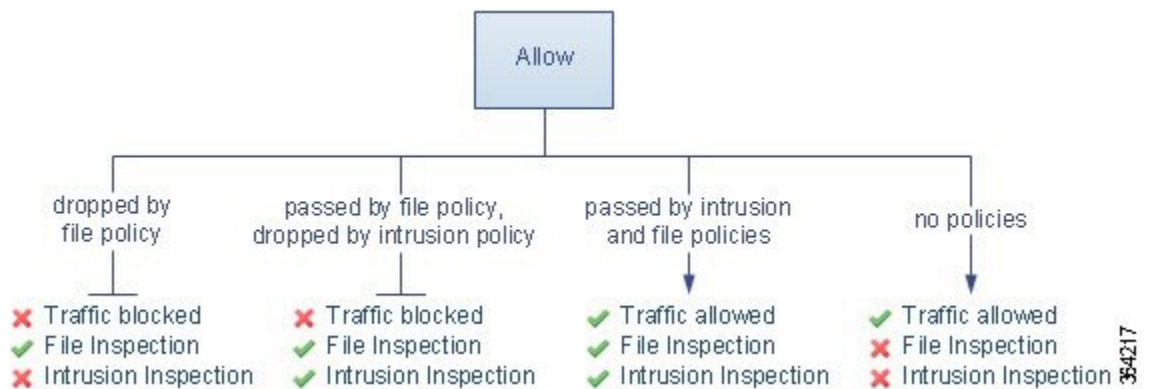 Allow
dropped by
file policy
passed by file policy,
dropped by intrusion policy
passed by intrusion
and file policies
no policies
Traffic blocked
File Inspection
Intrusion Inspection
Traffic blocked
File Inspection
Intrusion Inspection
Traffic allowed
File Inspection
Intrusion Inspection
Traffic allowed
File Inspection
Intrusion Inspection
364217